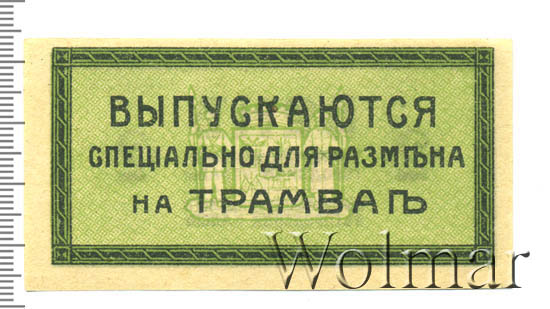 ВЫПУСКАЮТСЯ
СПЕЦІАЛЬНО ДЛЯ РАЗМѢНА
НА ТРАМВАѢ
Wolmar